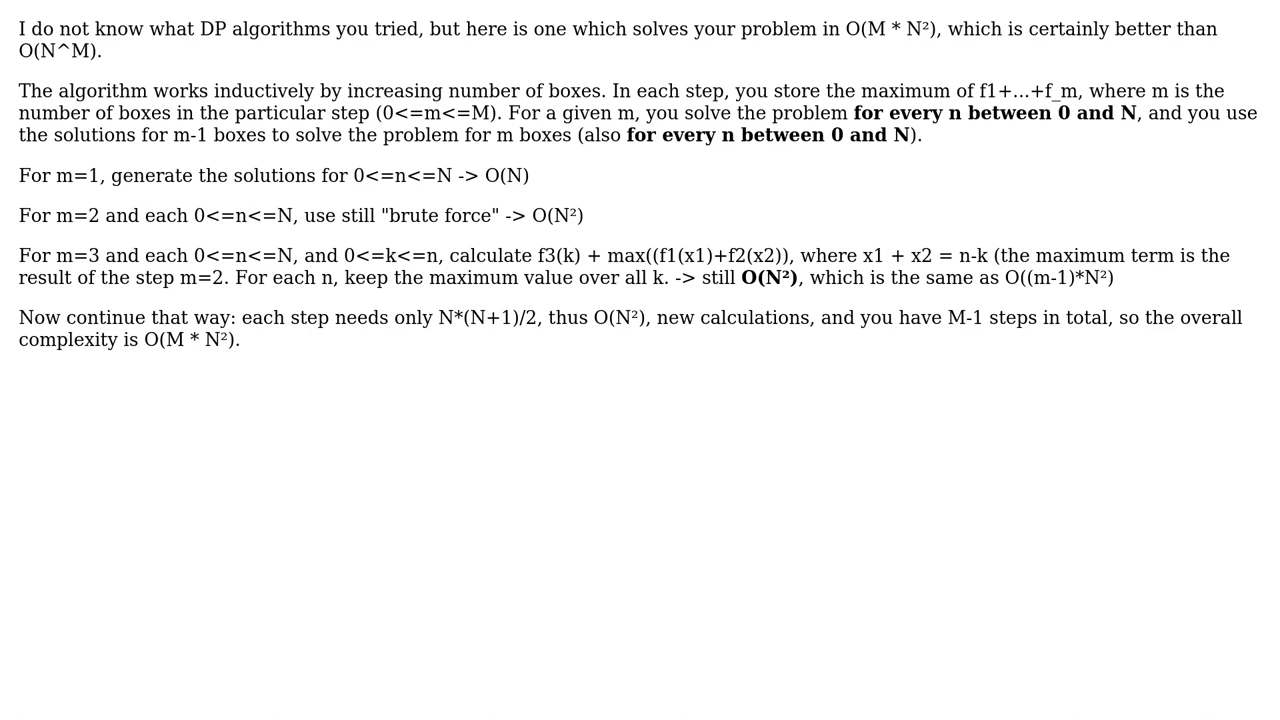 I do not know what DP algorithms you tried, but here is one which solves your problem in O(M * N²), which is certainly better than
O(N^M).
The algorithm works inductively by increasing number of boxes. In each step, you store the maximum of f1+...+f_m, where m is the
number of boxes in the particular step (0<=m<=M). For a given m, you solve the problem for every n between 0 and N, and you use
the solutions for m-1 boxes to solve the problem for m boxes (also for every n between 0 and N).
For m=1, generate the solutions for 0<=n<=N -> O(N)
For m=2 and each 0<=n<=N, use still "brute force" -> O(N²)
For m=3 and each 0<=n<=N, and 0<=k<=n, calculate f3(k) + max((f1(x1)+f2(x2)), where x1 + x2 = n-k (the maximum term is the
result of the step m=2. For each n, keep the maximum value over all k. -> still O(N²), which is the same as O((m-1)*N²)
Now continue that way: each step needs only N*(N+1)/2, thus O(N²), new calculations, and you have M-1 steps in total, so the overall
complexity is O(M * N²).